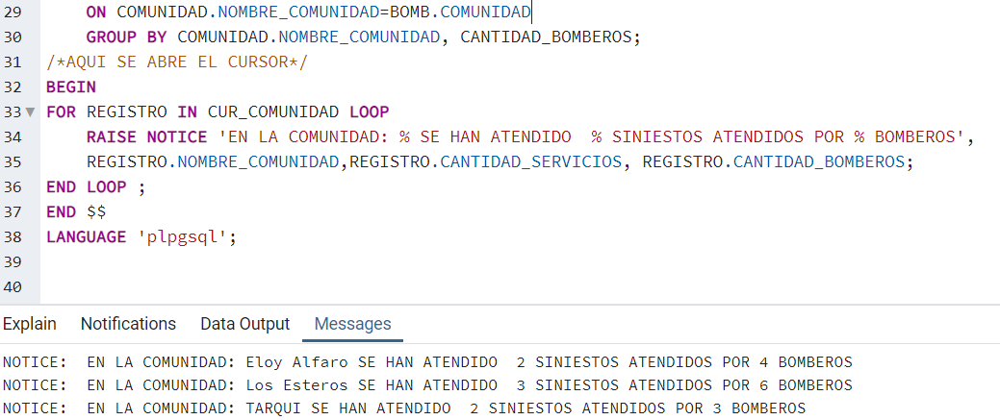 29 ON COMUNIDAD.NOMBRE_COMUNIDAD=BOMB.COMUNIDAD
30 GROUP BY COMUNIDAD.NOMBRE_COMUNIDAD, CANTIDAD_BOMBEROS;
31 /*AQUI SE ABRE EL CURSOR*/
32 BEGIN
33 FOR REGISTRO IN CUR_COMUNIDAD LOOP
34 RAISE NOTICE 'EN LA COMUNIDAD: % SE HAN ATENDIDO  % SINIESTOS ATENDIDOS POR % BOMBEROS',
35 REGISTRO.NOMBRE_COMUNIDAD,REGISTRO.CANTIDAD_SERVICIOS, REGISTRO.CANTIDAD_BOMBEROS;
36 END LOOP ;
37 END $$
38 LANGUAGE 'plpgsql';
39
40
Explain Notifications Data Output Messages
NOTICE:  EN LA COMUNIDAD: Eloy Alfaro SE HAN ATENDIDO  2 SINIESTOS ATENDIDOS POR 4 BOMBEROS
NOTICE:  EN LA COMUNIDAD: Los Esteros SE HAN ATENDIDO  3 SINIESTOS ATENDIDOS POR 6 BOMBEROS
NOTICE:  EN LA COMUNIDAD: TARQUI SE HAN ATENDIDO  2 SINIESTOS ATENDIDOS POR 3 BOMBEROS